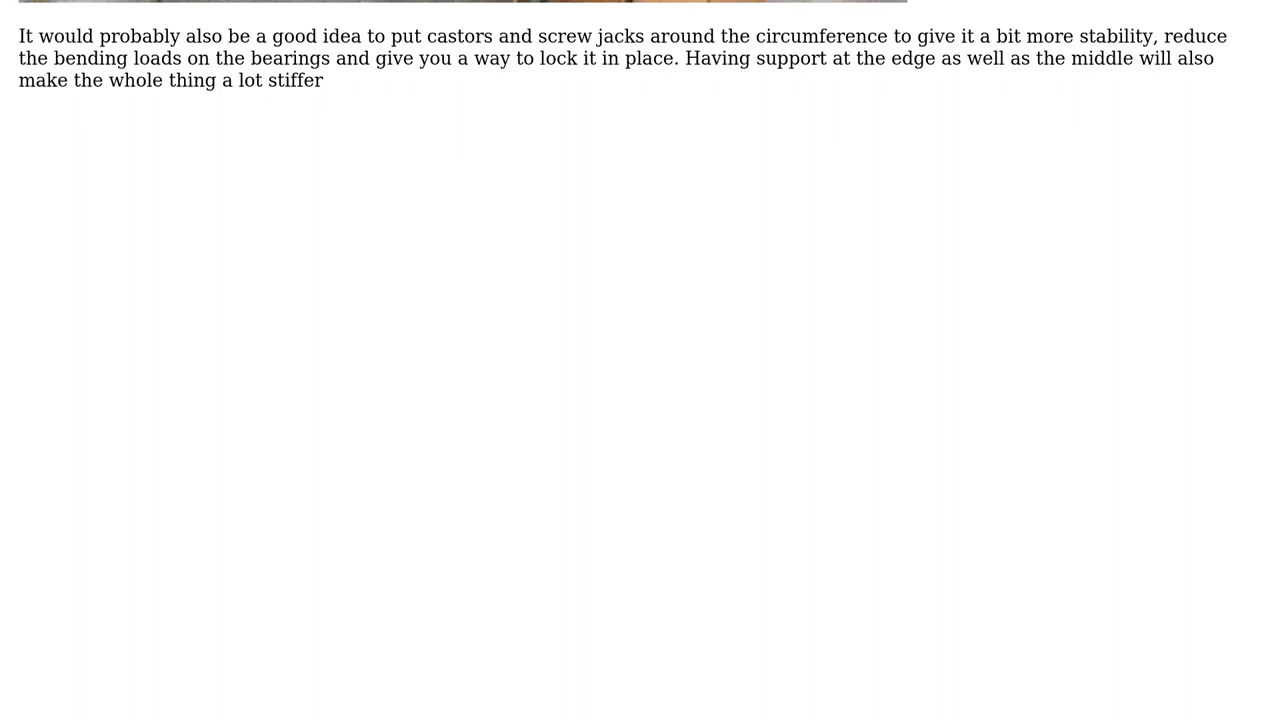 It would probably also be a good idea to put castors and screw jacks around the circumference to give it a bit more stability, reduce
the bending loads on the bearings and give you a way to lock it in place. Having support at the edge as well as the middle will also
make the whole thing a lot stiffer